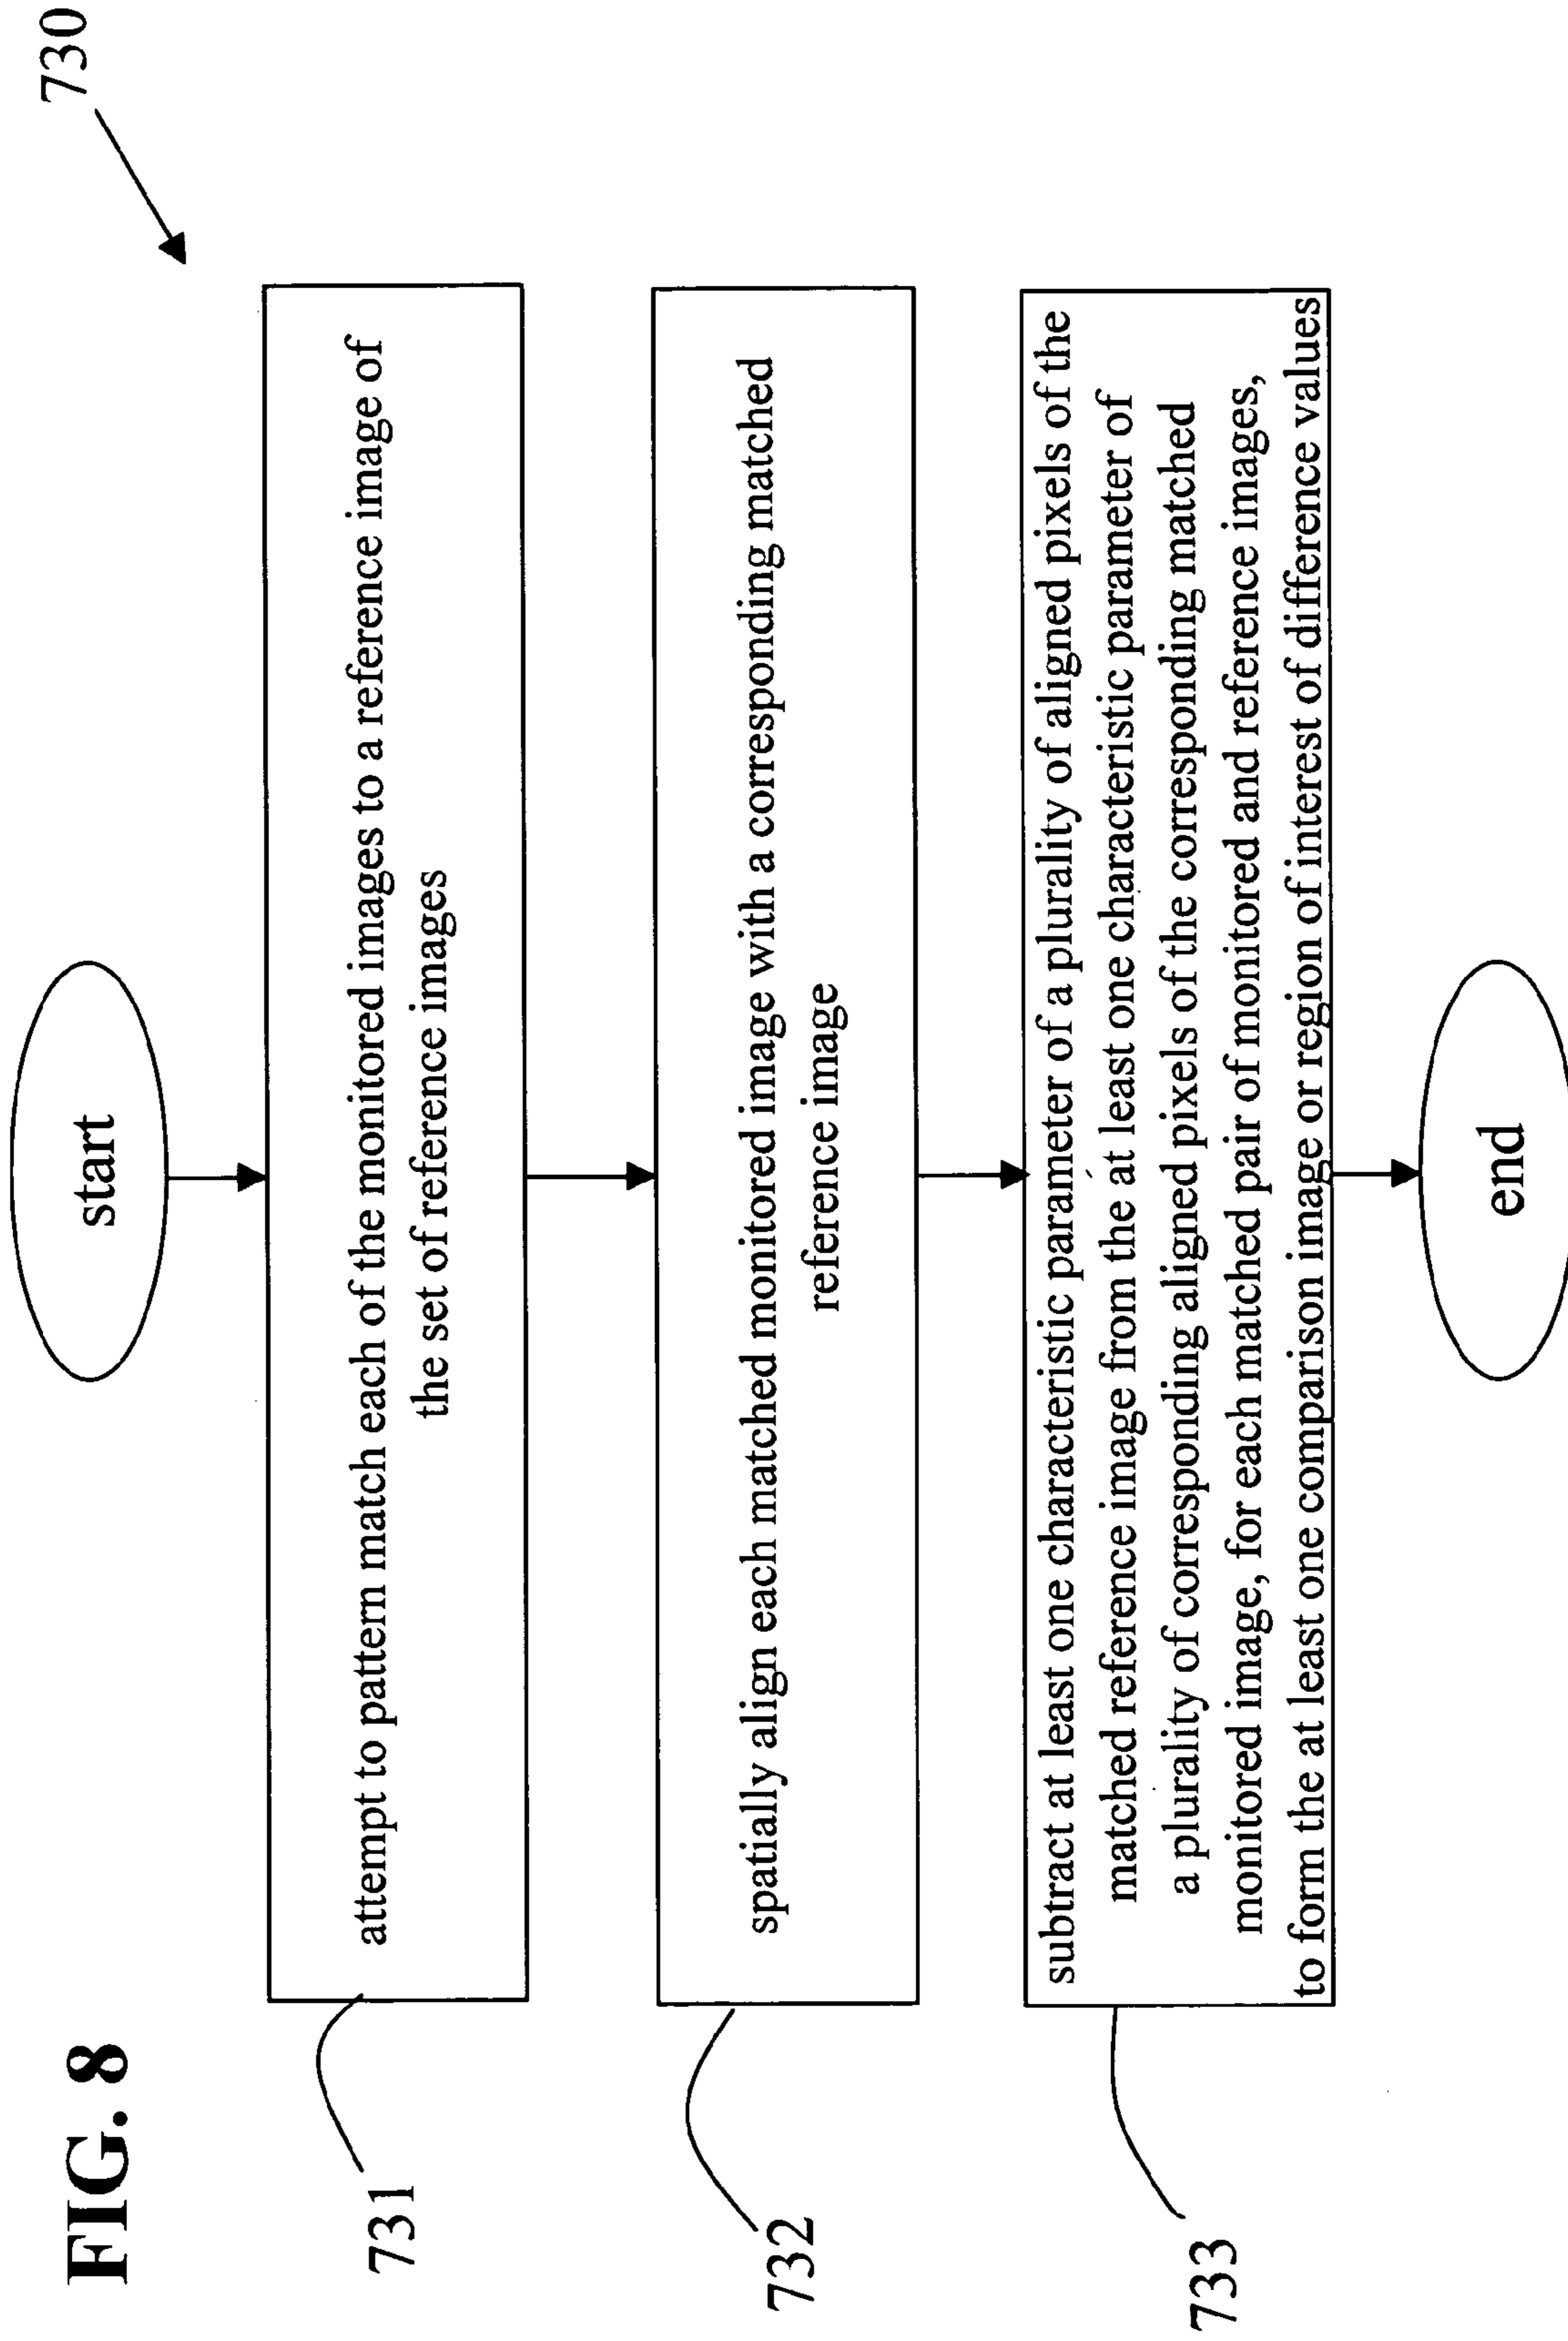 FIG. 8
730
start
731
attempt to pattern match each of the monitored images to a reference image of
the set of reference images
732
spatially align each matched monitored image with a corresponding matched
reference image
733
subtract at least one characteristic parameter of a plurality of aligned pixels of the
matched reference image from the at least one characteristic parameter of
a plurality of corresponding aligned pixels of the corresponding matched
monitored image, for each matched pair of monitored and reference images,
to form the at least one comparison image or region of interest of difference values
end